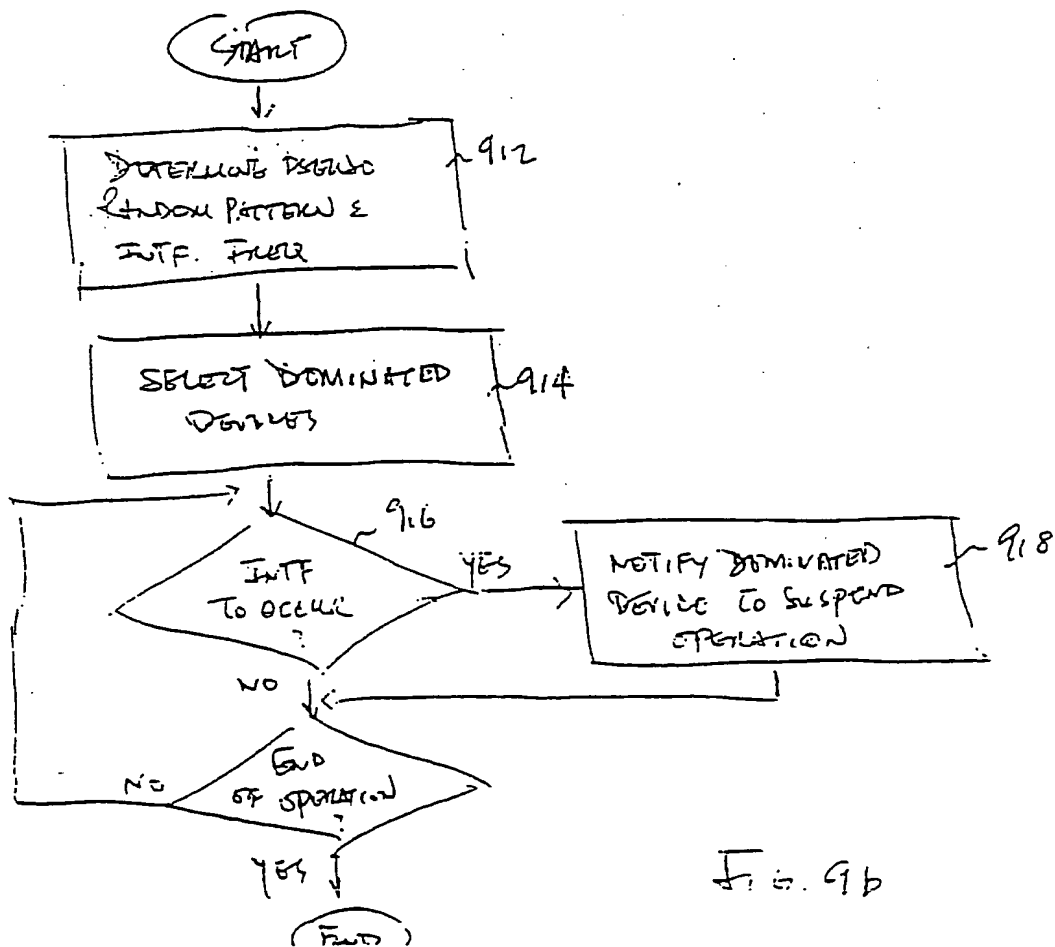 START
DETERMINE PSEUDO
RANDOM PATTERN &
INTF. FREQ
912
SELECT DOMINATED
DEVICES
914
INTF
TO OCCUR
?
916
YES
NOTIFY DOMINATED
DEVICE TO SUSPEND
OPERATION
918
NO
END
OF OPERATION
?
NO
YES
END
FIG. 9b